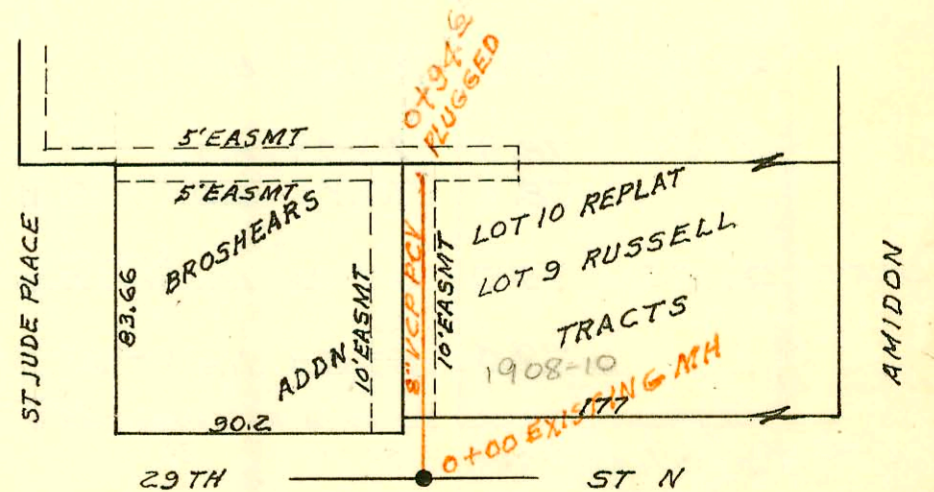 0+94.6
PLUGGED
5' EASMT
5' EASMT
BROSHEARS
ADDN
83.66
90.2
10' EASMT
8" VCP PCV
10' EASMT
LOT 10 REPLAT
LOT 9 RUSSELL
TRACTS
1908-10
177
0+00 EXISTING MH
ST JUDE PLACE
AMIDON
29TH ST N